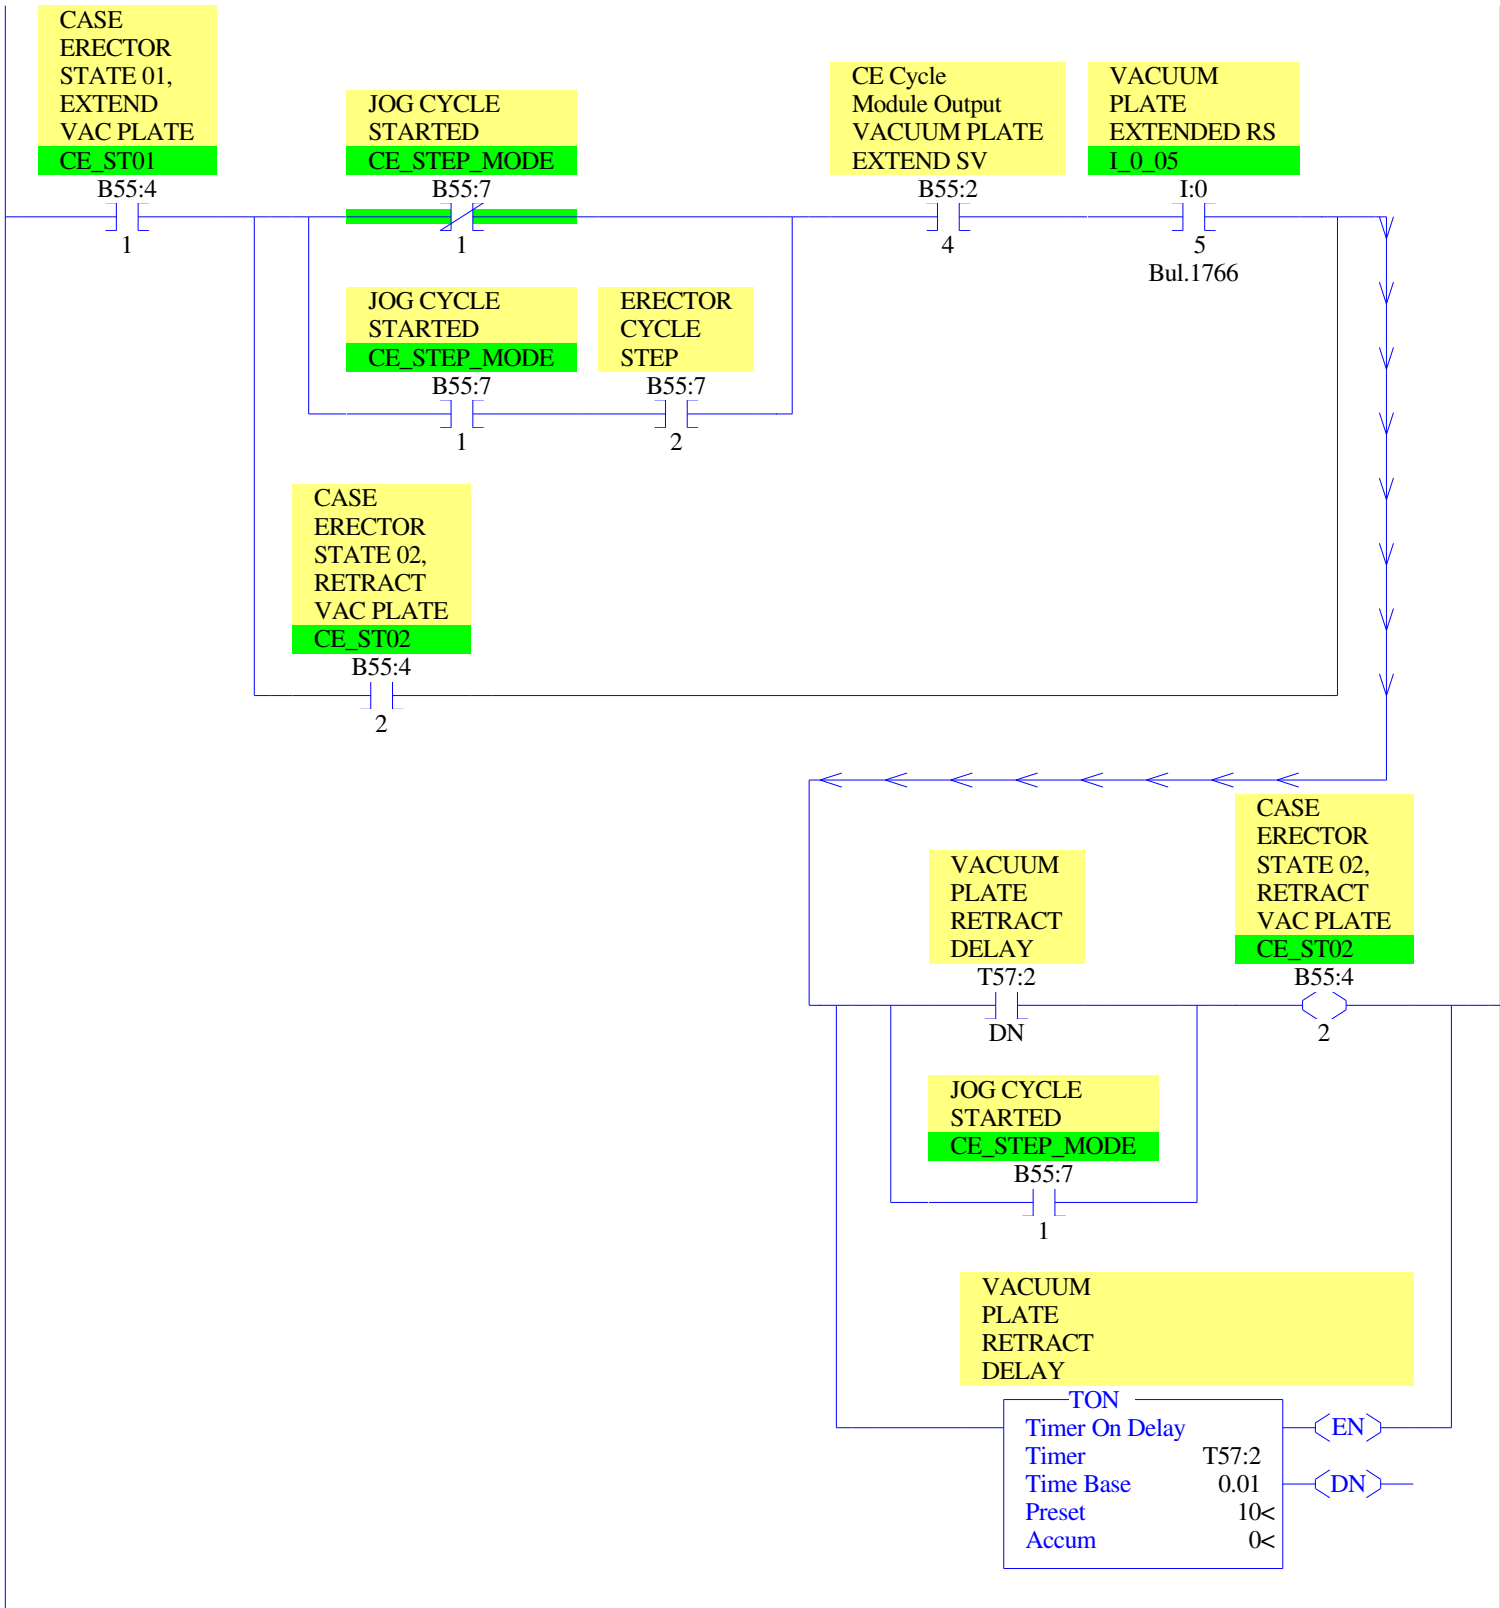 CASE
ERECTOR
STATE 01,
EXTEND
VAC PLATE
CE_ST01
B55:4
1
JOG CYCLE
STARTED
CE_STEP_MODE
B55:7
1
CE Cycle
Module Output
VACUUM PLATE
EXTEND SV
B55:2
4
VACUUM
PLATE
EXTENDED RS
I_0_05
I:0
5
Bul.1766
JOG CYCLE
STARTED
CE_STEP_MODE
B55:7
1
ERECTOR
CYCLE
STEP
B55:7
2
CASE
ERECTOR
STATE 02,
RETRACT
VAC PLATE
CE_ST02
B55:4
2
VACUUM
PLATE
RETRACT
DELAY
T57:2
DN
CASE
ERECTOR
STATE 02,
RETRACT
VAC PLATE
CE_ST02
B55:4
2
JOG CYCLE
STARTED
CE_STEP_MODE
B55:7
1
VACUUM
PLATE
RETRACT
DELAY
TON
Timer On Delay
Timer T57:2
Time Base 0.01
Preset 10<
Accum 0<
EN
DN